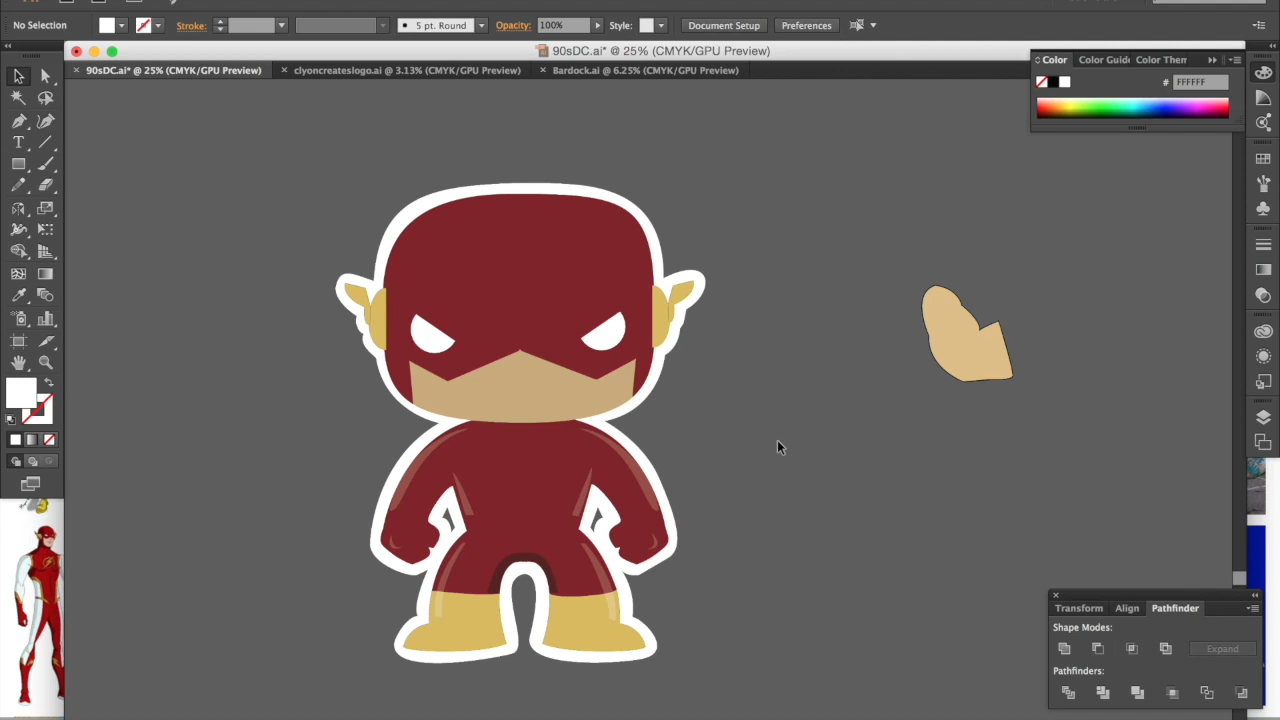 No Selection
Stroke:
5 pt. Round
Opacity: 100%
Style:
Document Setup
Preferences
90sDC.ai* @ 25% (CMYK/GPU Preview)
× 90sDC.ai* @ 25% (CMYK/GPU Preview)
× clyoncreateslogo.ai @ 3.13% (CMYK/GPU Preview)
× Bardock.ai @ 6.25% (CMYK/GPU Preview)
Color
Color Guid
Color Then
# FFFFFF
Transform
Align
Pathfinder
Shape Modes:
Expand
Pathfinders: